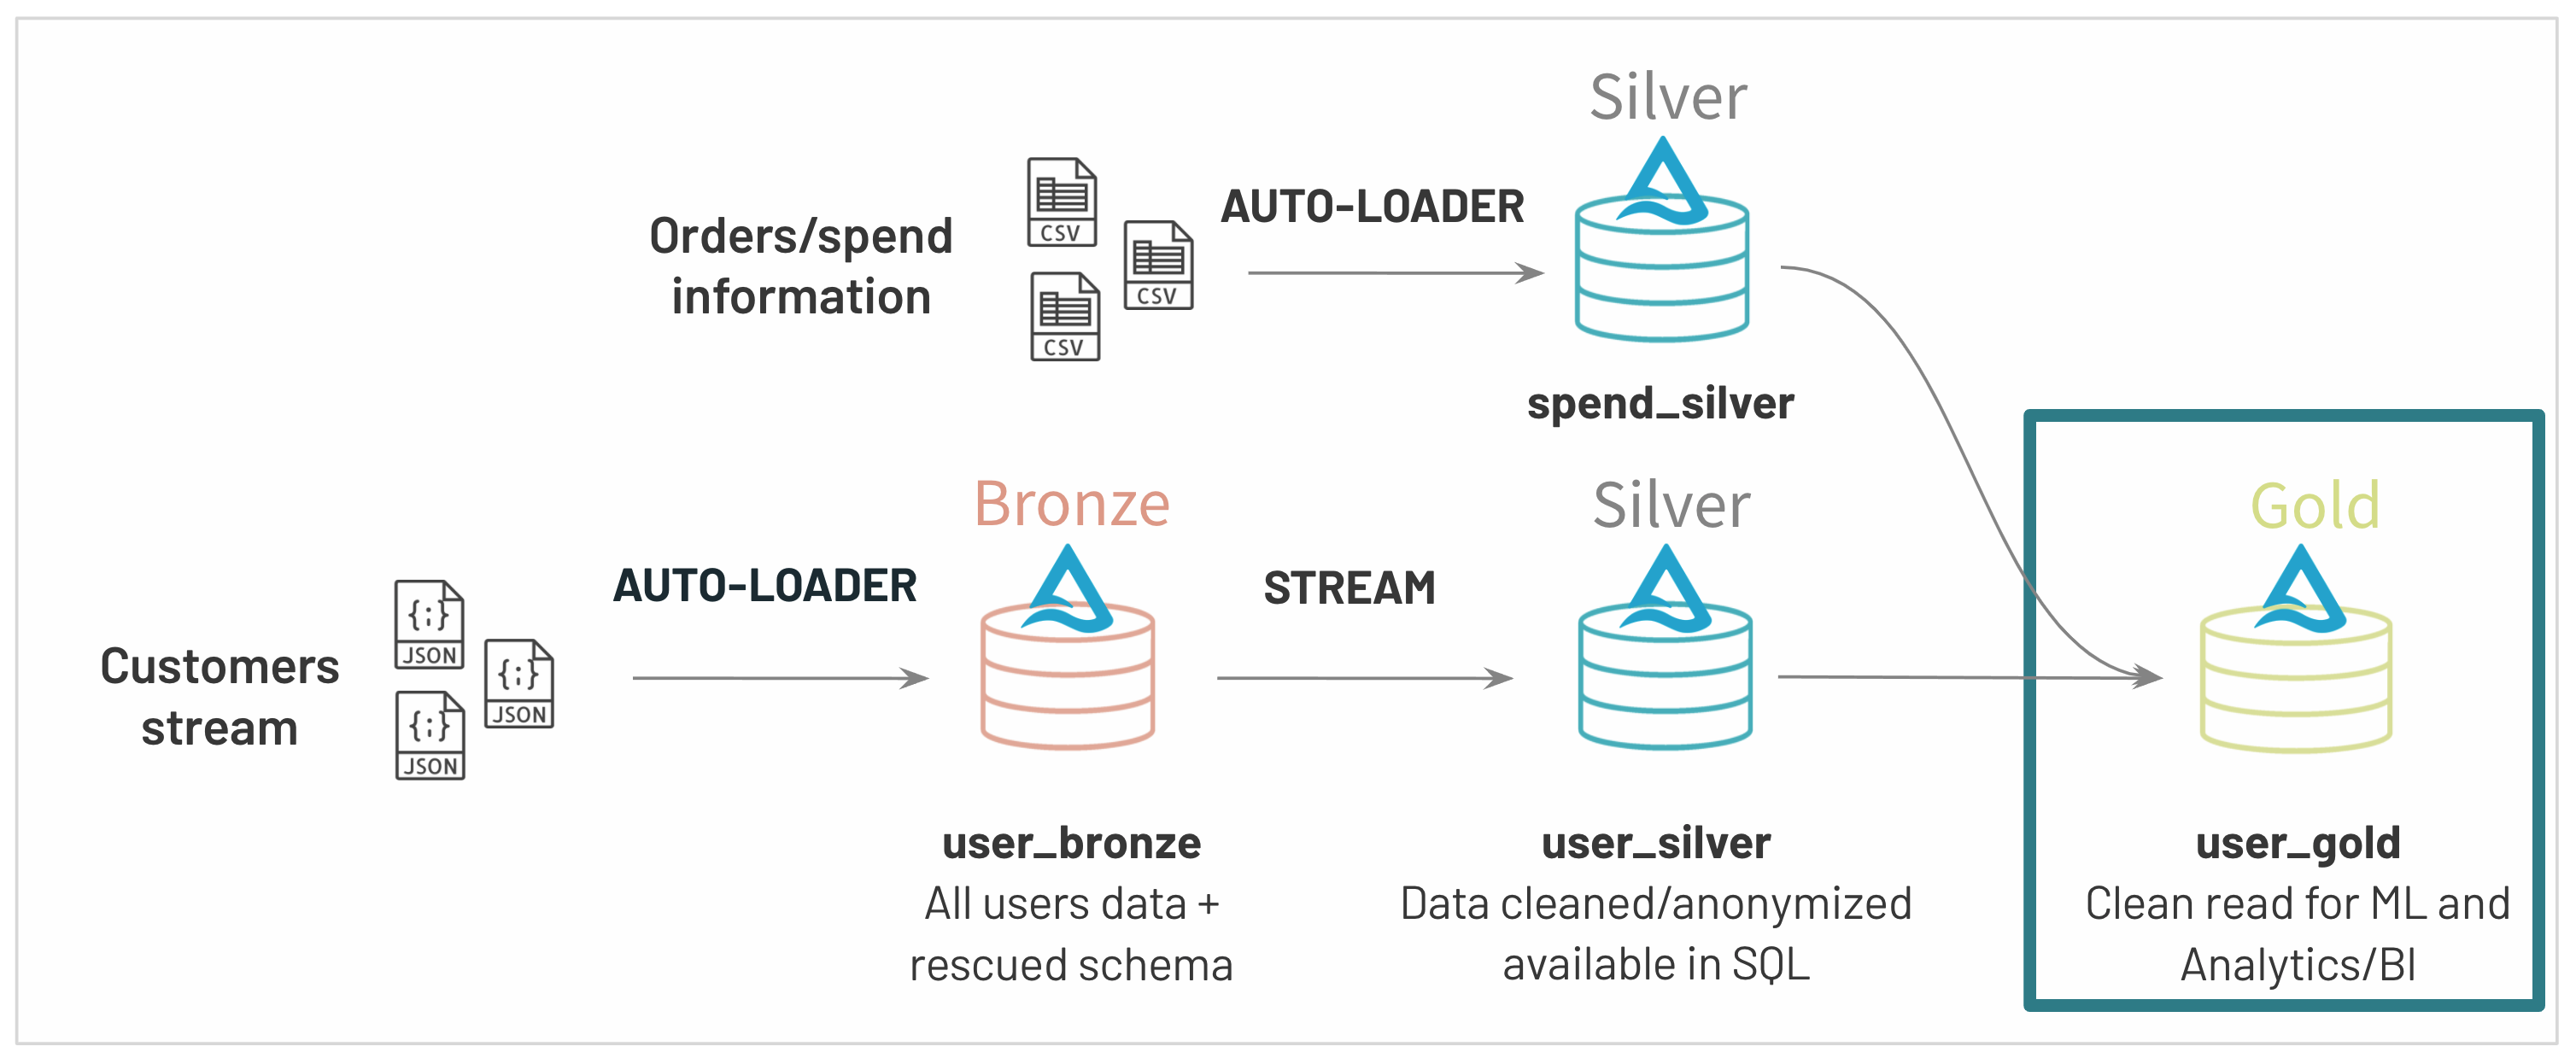 Silver
Orders/spend
information
CSV
CSV
CSV
AUTO-LOADER
spend_silver
Bronze
Silver
Gold
Customers
stream
{;}
JSON
{;}
JSON
{;}
JSON
AUTO-LOADER
STREAM
user_bronze
All users data +
rescued schema
user_silver
Data cleaned/anonymized
available in SQL
user_gold
Clean read for ML and
Analytics/BI